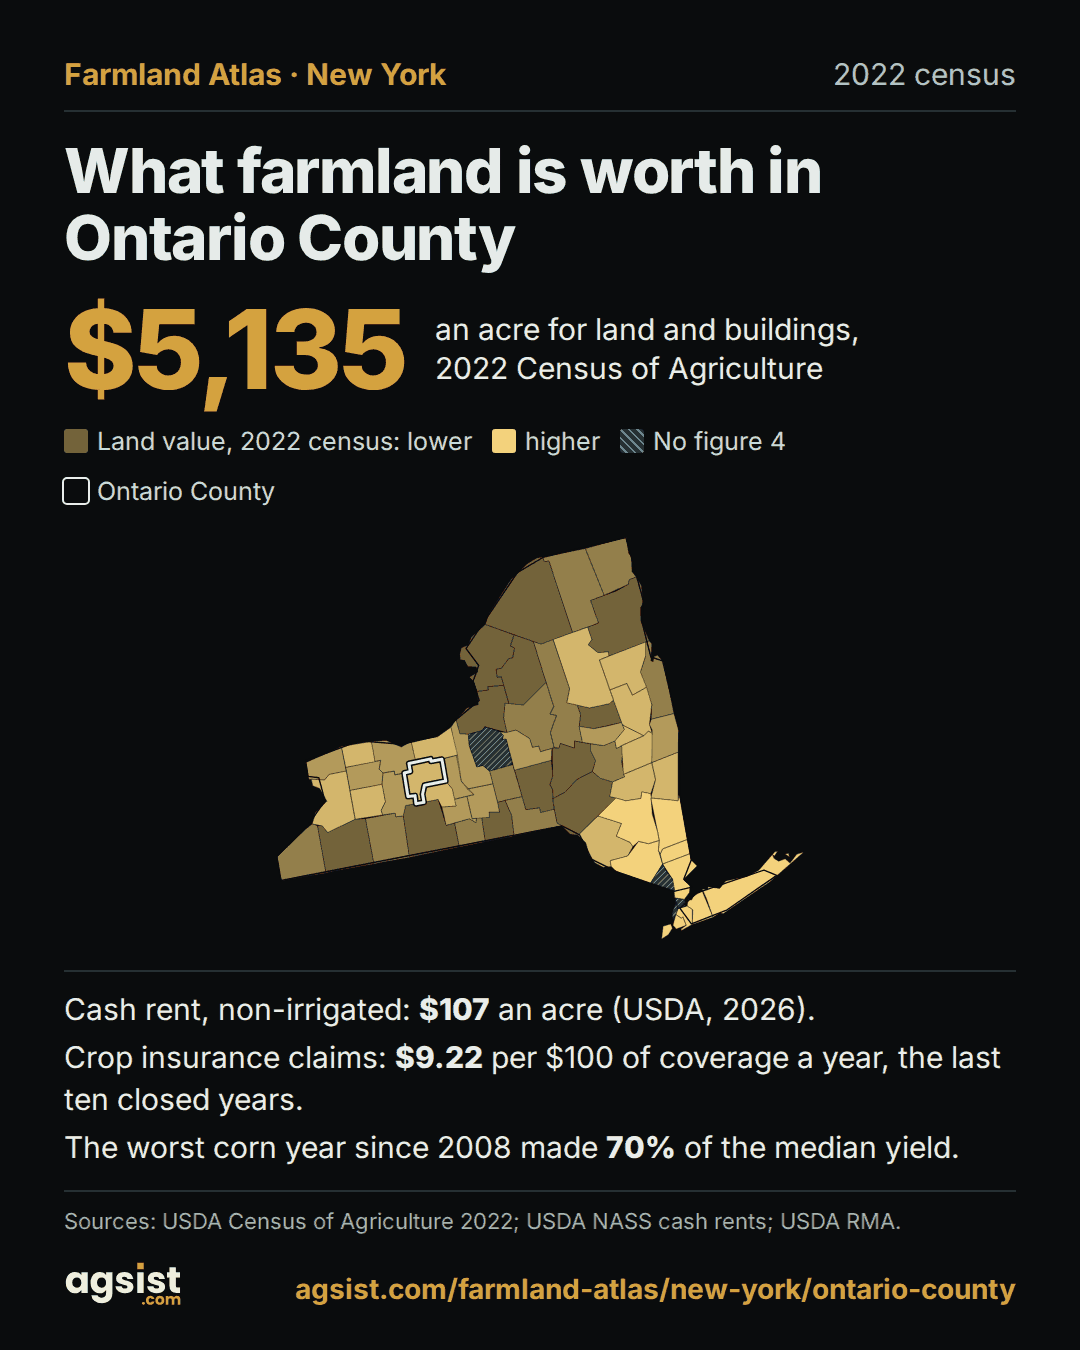 Farmland Atlas · New York
2022 census
What farmland is worth in
Ontario County
$5,135
an acre for land and buildings,
2022 Census of Agriculture
Land value, 2022 census: lower
higher
No figure 4
Ontario County
Cash rent, non-irrigated: $107 an acre (USDA, 2026).
Crop insurance claims: $9.22 per $100 of coverage a year, the last
ten closed years.
The worst corn year since 2008 made 70% of the median yield.
Sources: USDA Census of Agriculture 2022; USDA NASS cash rents; USDA RMA.
agsist
.com
agsist.com/farmland-atlas/new-york/ontario-county